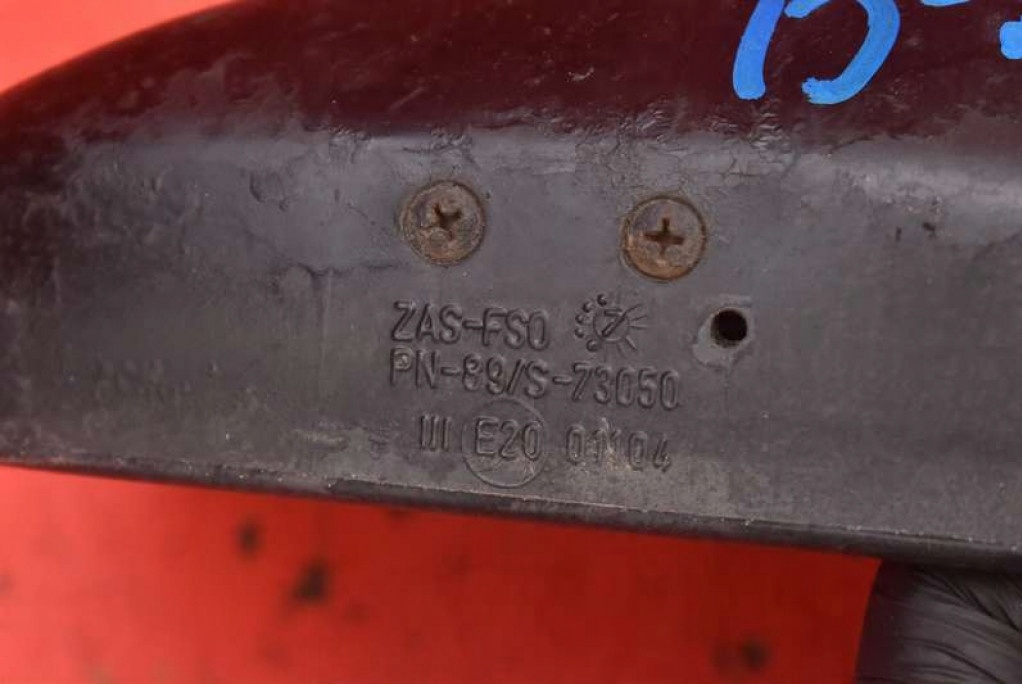 ZAS-FSO
PN-89/S-73050
III E20 01104